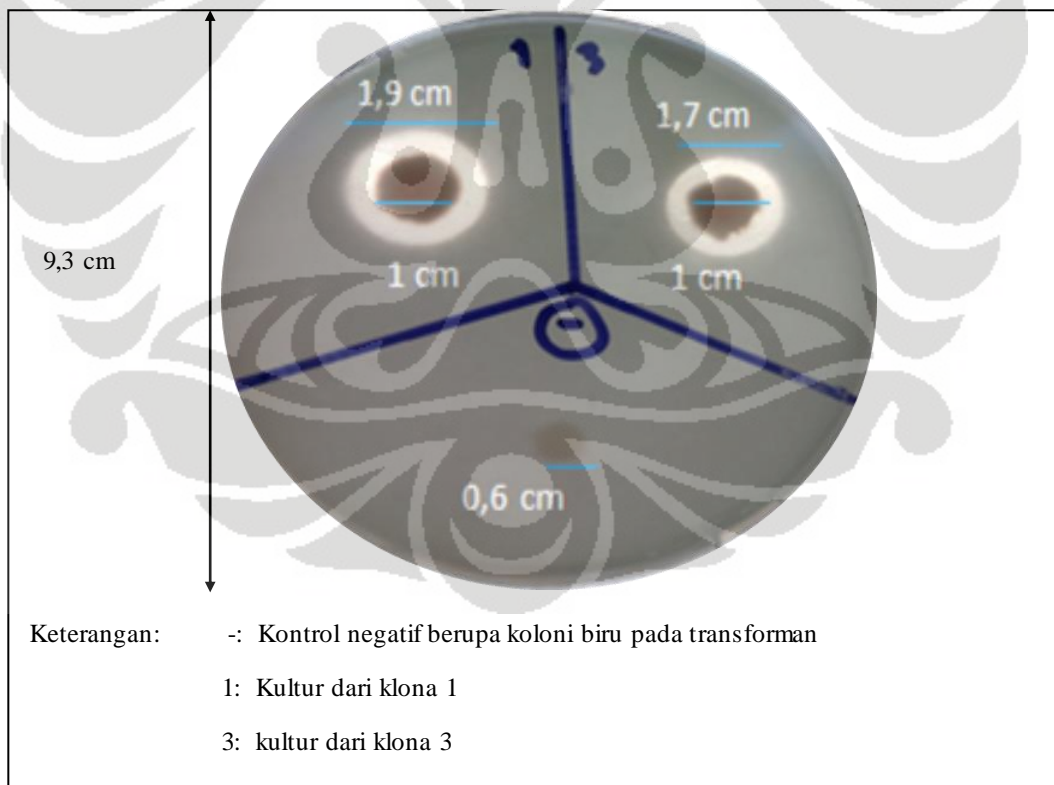 1 3
1,9 cm
1,7 cm
9,3 cm
1 cm
1 cm
-
0,6 cm
Keterangan: -: Kontrol negatif berupa koloni biru pada transforman
1: Kultur dari klona 1
3: kultur dari klona 3